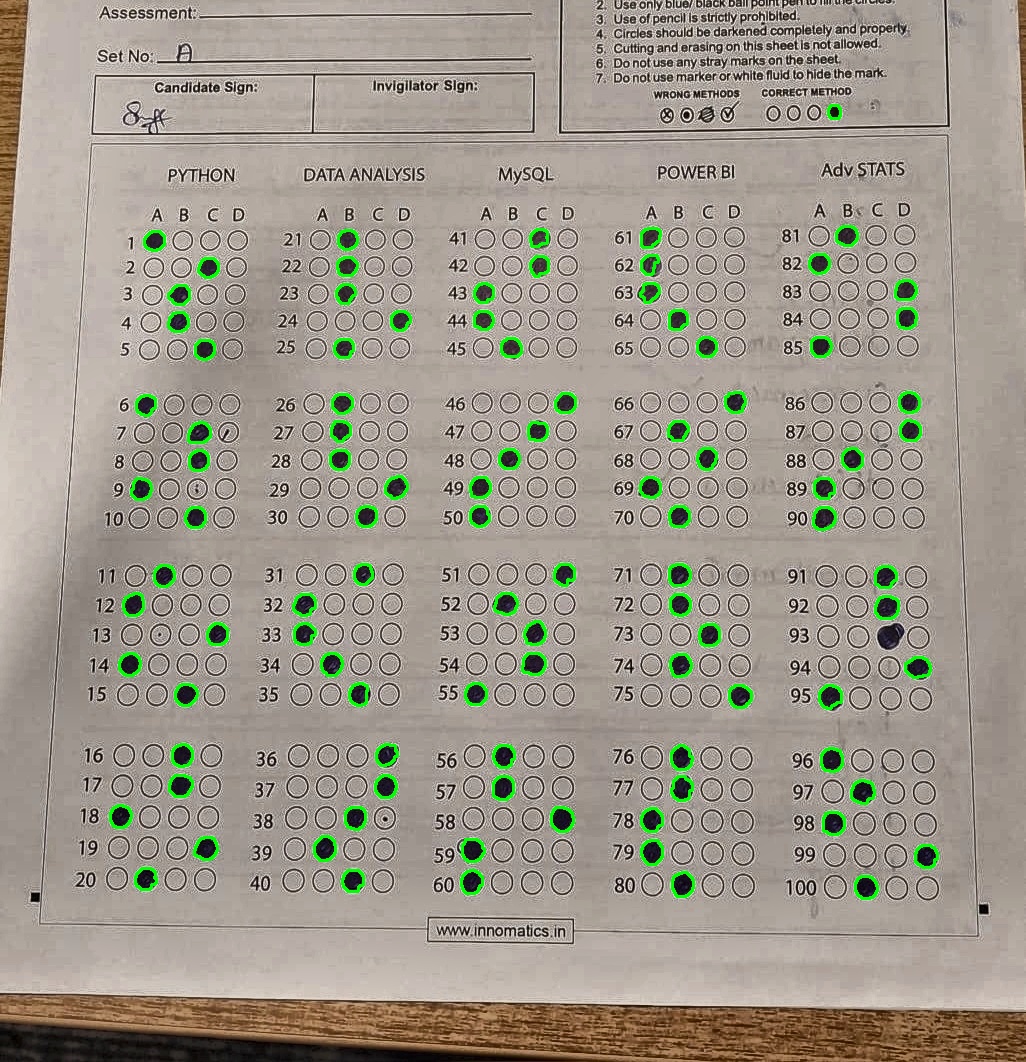 Assessment:
Set No: A
Candidate Sign:
Invigilator Sign:
2. Use only blue/ black ball point pen to fill the circles.
3. Use of pencil is strictly prohibited.
4. Circles should be darkened completely and properly.
5. Cutting and erasing on this sheet is not allowed.
6. Do not use any stray marks on the sheet.
7. Do not use marker or white fluid to hide the mark.
WRONG METHODS CORRECT METHOD
PYTHON DATA ANALYSIS MySQL POWER BI Adv STATS
A B C D A B C D A B C D A B C D A B C D
1 21 41 61 81
2 22 42 62 82
3 23 43 63 83
4 24 44 64 84
5 25 45 65 85
6 26 46 66 86
7 27 47 67 87
8 28 48 68 88
9 29 49 69 89
10 30 50 70 90
11 31 51 71 91
12 32 52 72 92
13 33 53 73 93
14 34 54 74 94
15 35 55 75 95
16 36 56 76 96
17 37 57 77 97
18 38 58 78 98
19 39 59 79 99
20 40 60 80 100
www.innomatics.in